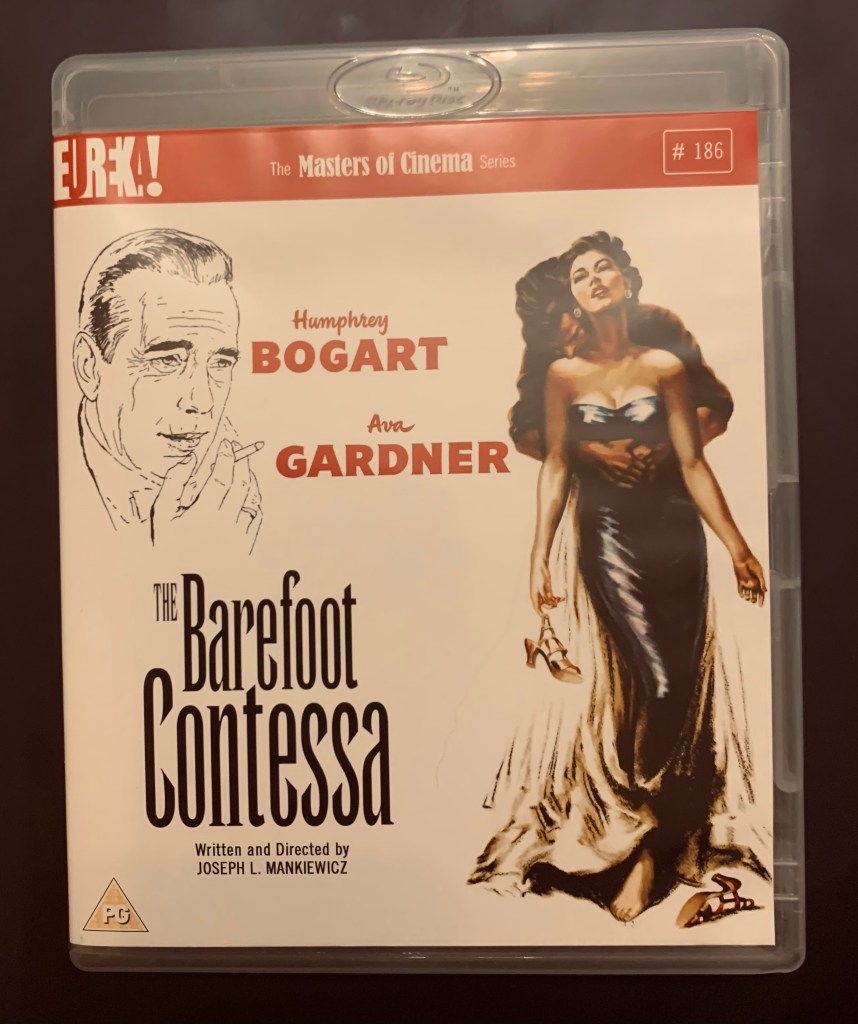 Blu-ray Disc™
EUREKA!
The Masters of Cinema Series
# 186
Humphrey
BOGART
Ava
GARDNER
THE Barefoot
Contessa
Written and Directed by
JOSEPH L. MANKIEWICZ
PG